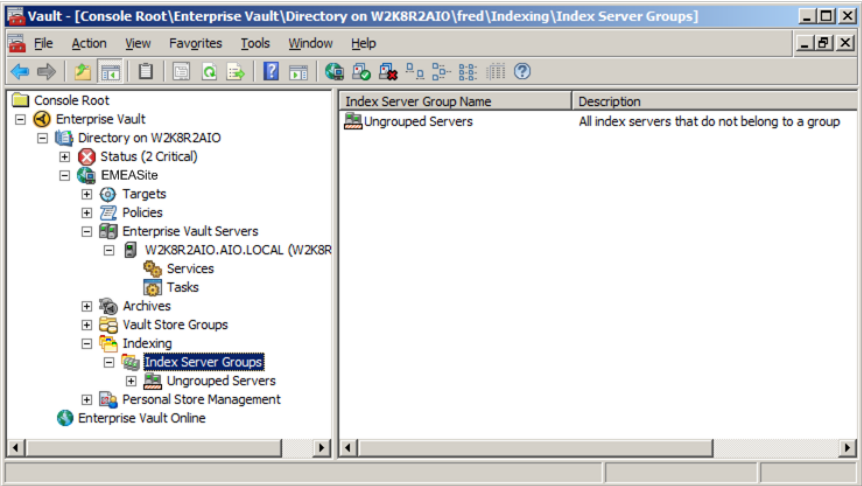 Vault - [Console Root\Enterprise Vault\Directory on W2K8R2AIO\fred\Indexing\Index Server Groups]
File Action View Favorites Tools Window Help
Console Root
Enterprise Vault
Directory on W2K8R2AIO
Status (2 Critical)
EMEASite
Targets
Policies
Enterprise Vault Servers
W2K8R2AIO.AIO.LOCAL (W2K8R
Services
Tasks
Archives
Vault Store Groups
Indexing
Index Server Groups
Ungrouped Servers
Personal Store Management
Enterprise Vault Online
Index Server Group Name Description
Ungrouped Servers All index servers that do not belong to a group